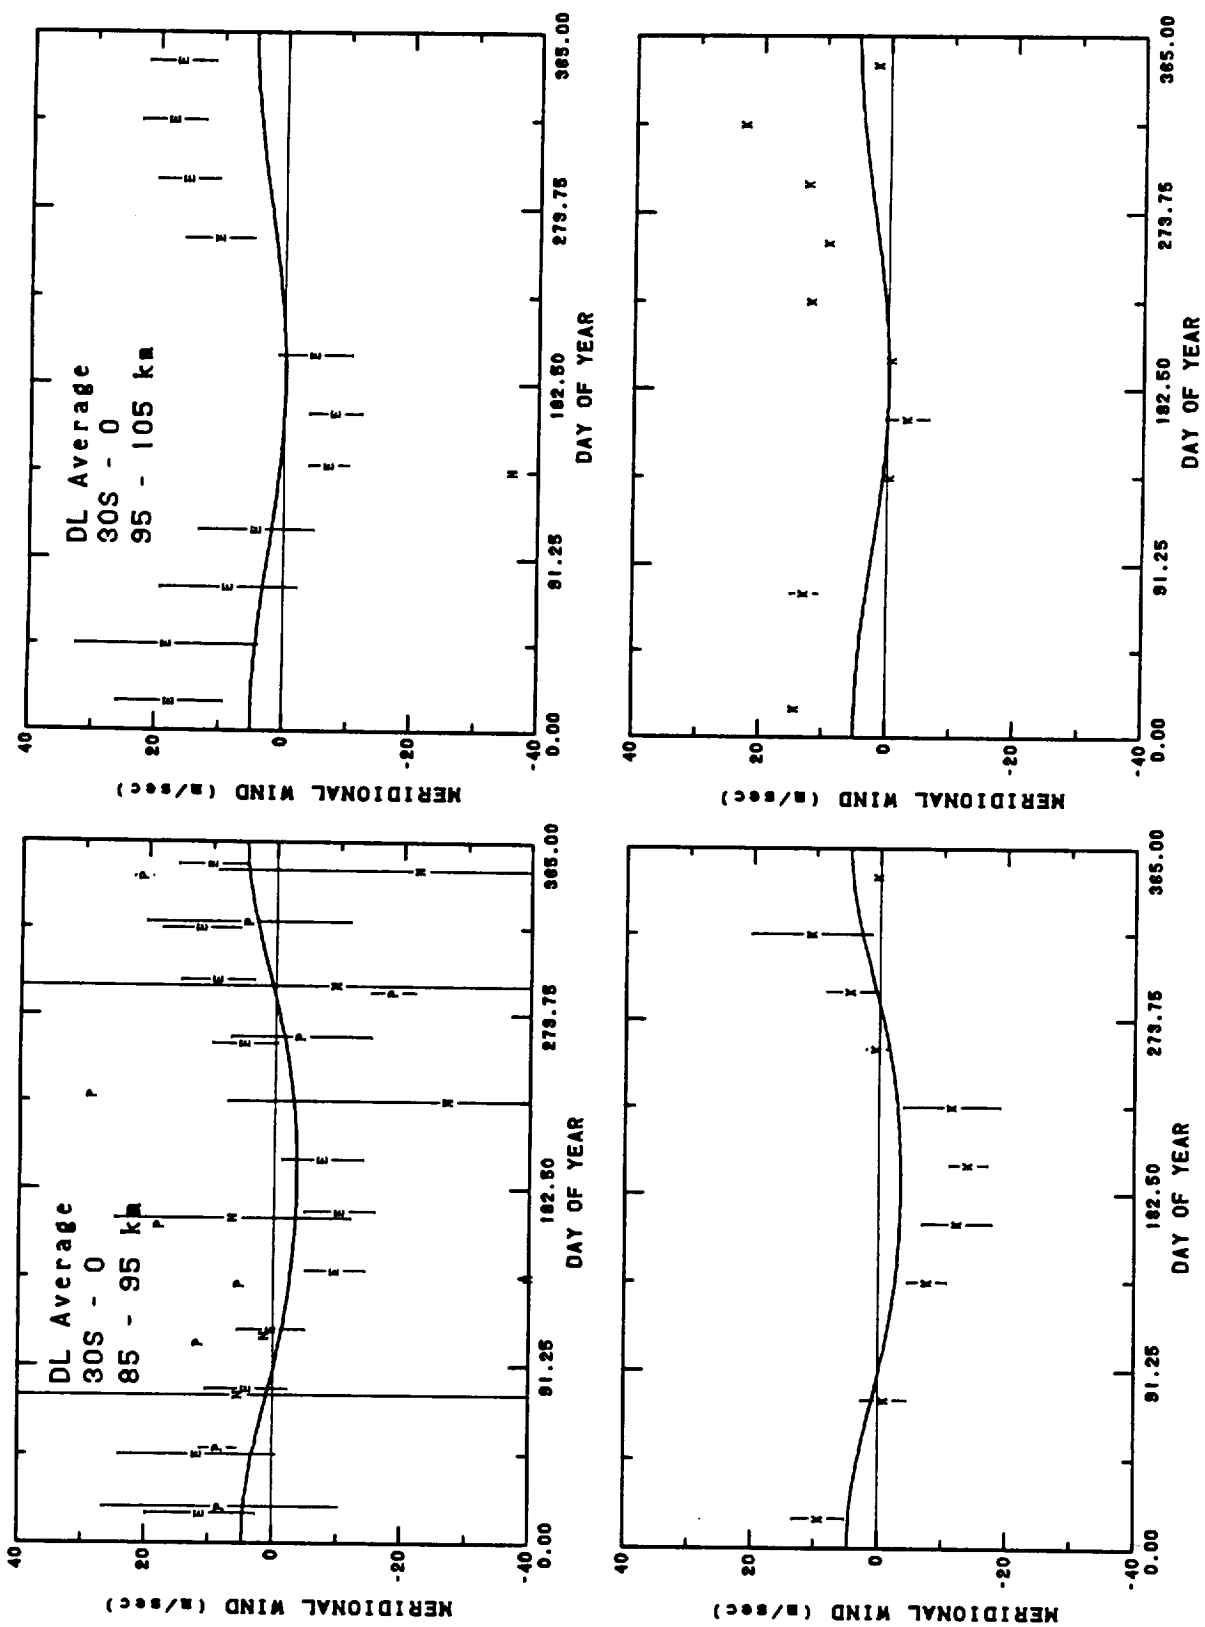 DL Average
30S - 0
85 - 95 km
MERIDIONAL WIND (m/sec)
40
20
0
-20
-40
0.00
91.25
182.50
273.75
365.00
DAY OF YEAR
DL Average
30S - 0
95 - 105 km
MERIDIONAL WIND (m/sec)
40
20
0
-20
-40
0.00
91.25
182.50
273.75
365.00
DAY OF YEAR
MERIDIONAL WIND (m/sec)
40
20
0
-20
-40
0.00
91.25
182.50
273.75
365.00
DAY OF YEAR
MERIDIONAL WIND (m/sec)
40
20
0
-20
-40
0.00
91.25
182.50
273.75
365.00
DAY OF YEAR